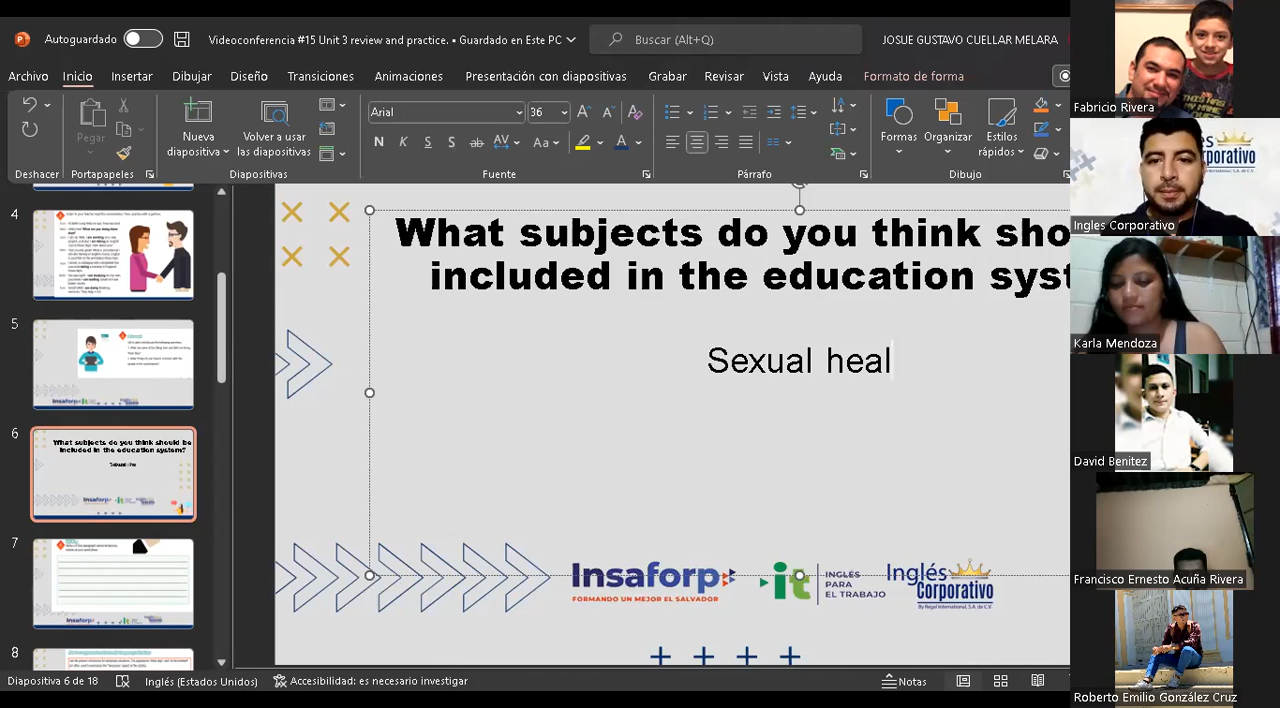 Autoguardado
Videoconferencia #15 Unit 3 review and practice. • Guardado en Este PC
Buscar (Alt+Q)
JOSUE GUSTAVO CUELLAR MELARA
Archivo Inicio Insertar Dibujar Diseño Transiciones Animaciones Presentación con diapositivas Grabar Revisar Vista Ayuda Formato de forma
Arial 36
Pegar
Nueva diapositiva
Volver a usar las diapositivas
N K S S ab AV Aa A
Formas Organizar Estilos rápidos
Deshacer Portapapeles Diapositivas Fuente Párrafo Dibujo
4
5
6
What subjects do you think should be
included in the education system?
7
8
What subjects do you think sho
included in the education syst
Sexual heal
Insaforp
FORMANDO UN MEJOR EL SALVADOR
it
INGLÉS
PARA
EL TRABAJO
Inglés
Corporativo
By Regal International, S.A. de C.V.
Diapositiva 6 de 18
Inglés (Estados Unidos)
Accesibilidad: es necesario investigar
Notas
Fabricio Rivera
Ingles Corporativo
Karla Mendoza
David Benitez
Francisco Ernesto Acuña Rivera
Roberto Emilio González Cruz